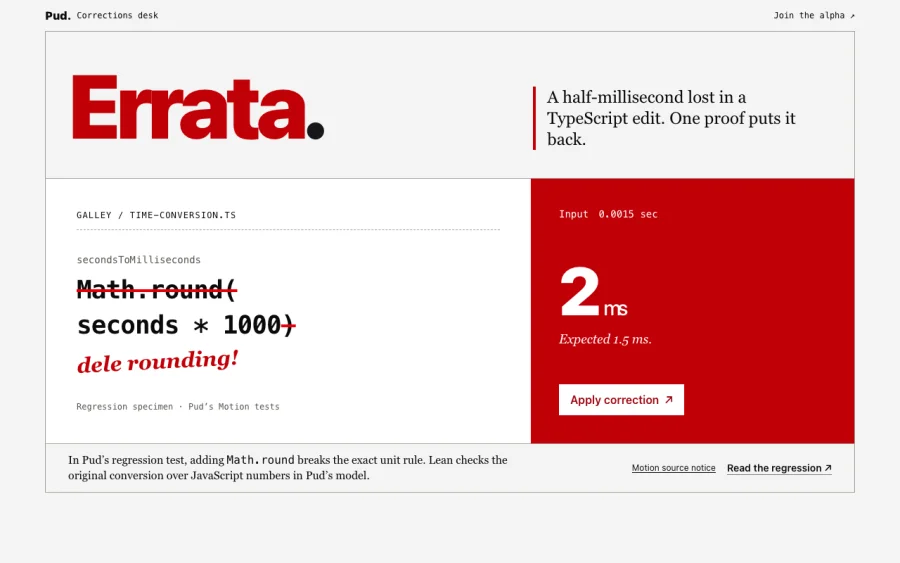 Pud. Corrections desk
Join the alpha ↗
Errata.
A half-millisecond lost in a
TypeScript edit. One proof puts it
back.
GALLEY / TIME-CONVERSION.TS
secondsToMilliseconds
Math.round(
seconds * 1000)
dele rounding!
Regression specimen · Pud's Motion tests
Input 0.0015 sec
2 ms
Expected 1.5 ms.
Apply correction ↗
In Pud's regression test, adding Math.round breaks the exact unit rule. Lean checks the
original conversion over JavaScript numbers in Pud's model.
Motion source notice
Read the regression ↗